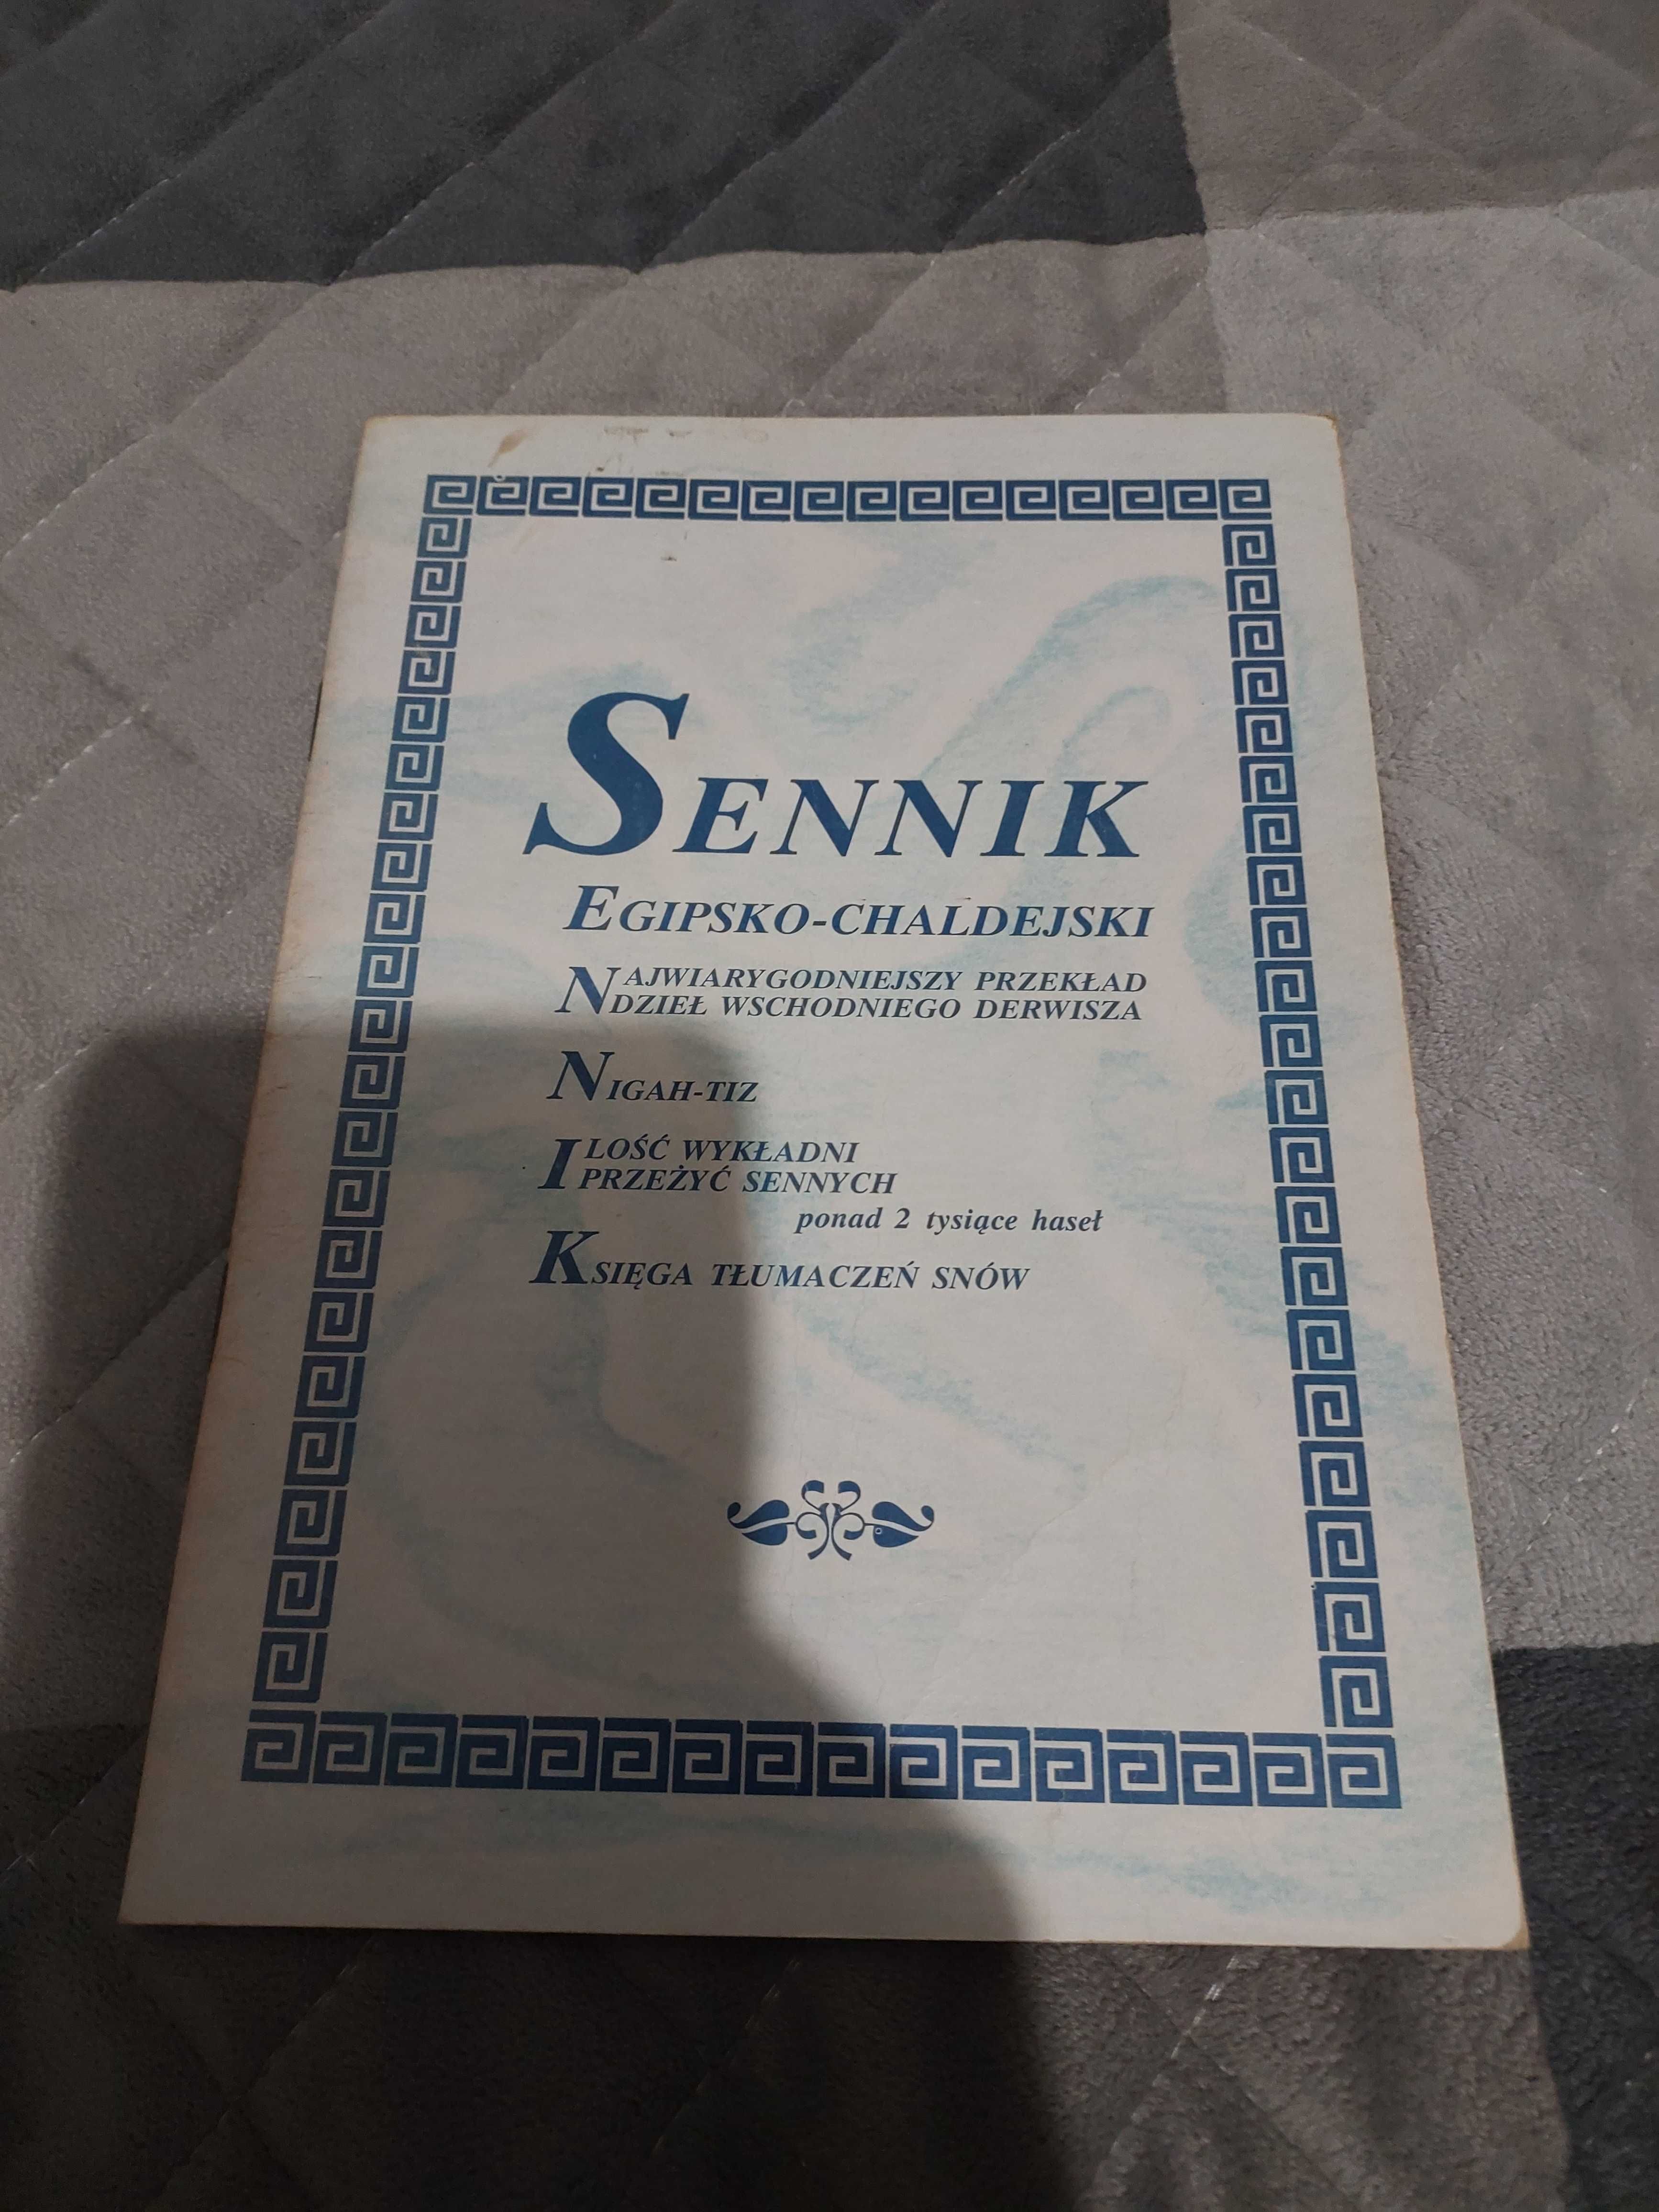 SENNIK
EGIPSKO-CHALDEJSKI
NAJWIARYGODNIEJSZY PRZEKŁAD
DZIEŁ WSCHODNIEGO DERWISZA
NIGAH-TIZ
ILOŚĆ WYKŁADNI
PRZEŻYĆ SENNYCH
ponad 2 tysiące haseł
KSIĘGA TŁUMACZEŃ SNÓW